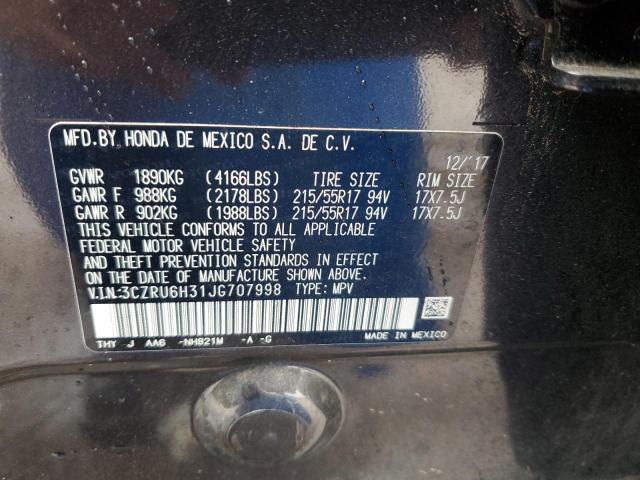 MFD.BY HONDA DE MEXICO S.A. DE C.V.
12/'17
GVWR 1890KG (4166LBS) TIRE SIZE RIM SIZE
GAWR F 988KG (2178LBS) 215/55R17 94V 17X7.5J
GAWR R 902KG (1988LBS) 215/55R17 94V 17X7.5J
THIS VEHICLE CONFORMS TO ALL APPLICABLE
FEDERAL MOTOR VEHICLE SAFETY
AND THEFT PREVENTION STANDARDS IN EFFECT
ON THE DATE OF MANUFACTURE SHOWN ABOVE.
V.I.N:3CZRU6H31JG707998 TYPE: MPV
THY J AA6 -NH821M -A -G
MADE IN MEXICO